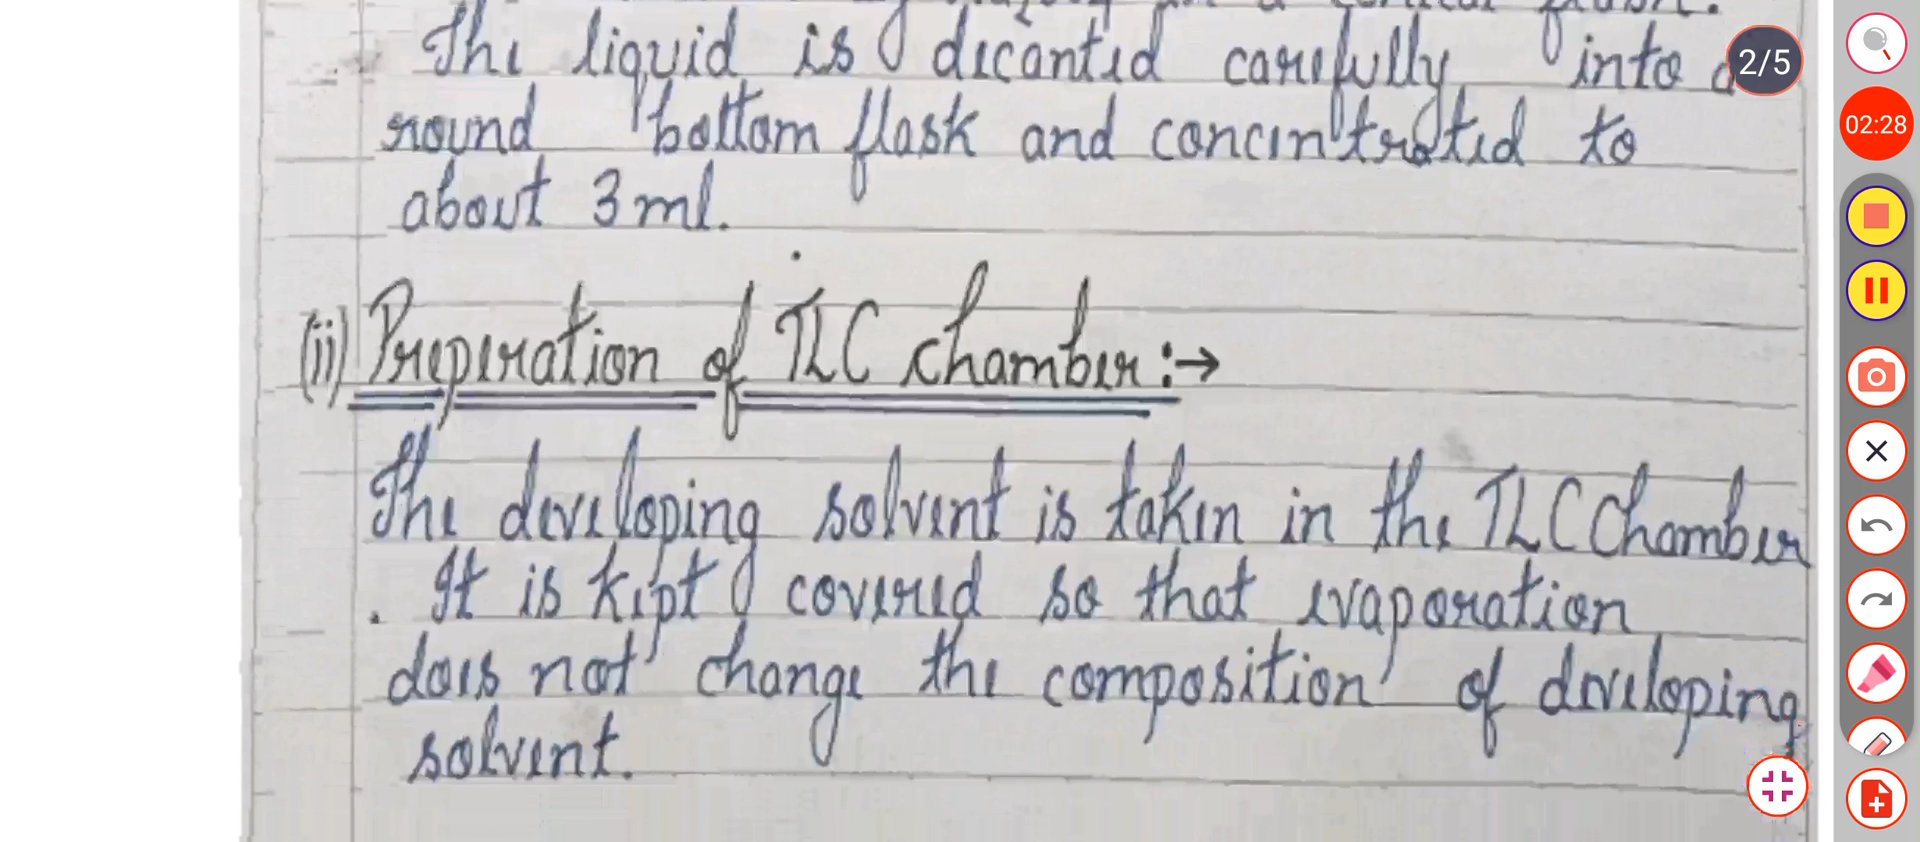 The liquid is decanted carefully into a
round bottom flask and concentrated to
about 3 ml.
(ii) Preperation of TLC chamber :→
The developing solvent is taken in the TLC Chamber
. It is kept covered so that evaporation
does not change the composition of developing
solvent.
2/5
02:28